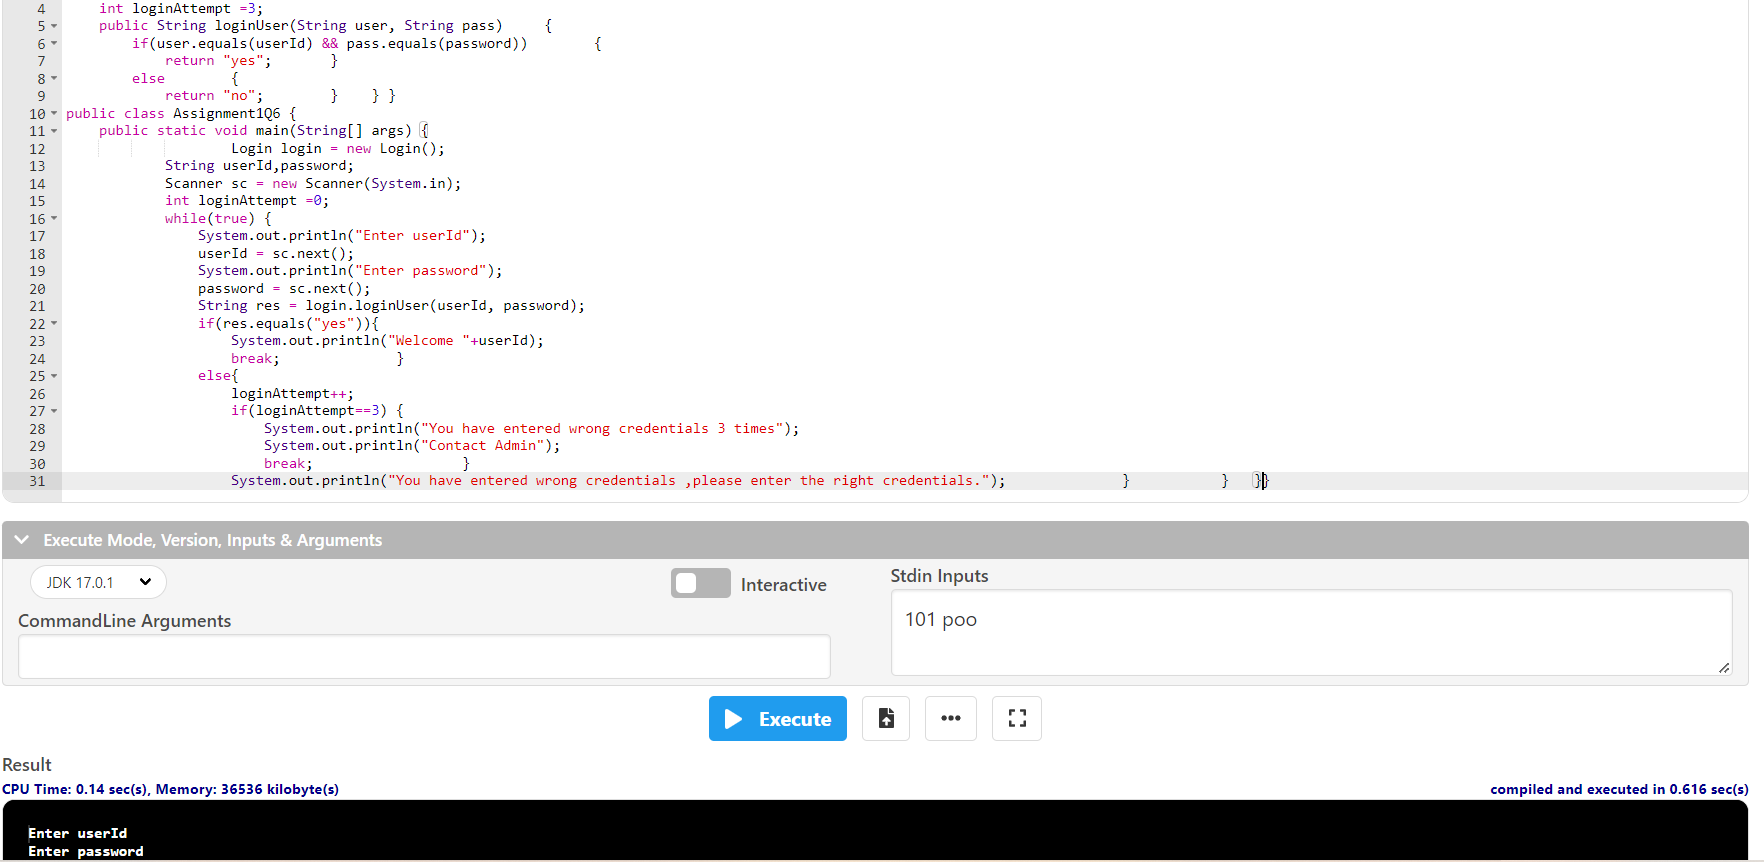 4 int loginAttempt =3;
5 public String loginUser(String user, String pass) {
6 if(user.equals(userId) && pass.equals(password)) {
7 return "yes"; }
8 else {
9 return "no"; } } }
10 public class Assignment1Q6 {
11 public static void main(String[] args) {
12 Login login = new Login();
13 String userId,password;
14 Scanner sc = new Scanner(System.in);
15 int loginAttempt =0;
16 while(true) {
17 System.out.println("Enter userId");
18 userId = sc.next();
19 System.out.println("Enter password");
20 password = sc.next();
21 String res = login.loginUser(userId, password);
22 if(res.equals("yes")){
23 System.out.println("Welcome "+userId);
24 break; }
25 else{
26 loginAttempt++;
27 if(loginAttempt==3) {
28 System.out.println("You have entered wrong credentials 3 times");
29 System.out.println("Contact Admin");
30 break; }
31 System.out.println("You have entered wrong credentials ,please enter the right credentials."); } } }}
Execute Mode, Version, Inputs & Arguments
JDK 17.0.1
Interactive
Stdin Inputs
101 poo
CommandLine Arguments
Execute
Result
CPU Time: 0.14 sec(s), Memory: 36536 kilobyte(s)
compiled and executed in 0.616 sec(s)
Enter userId
Enter password